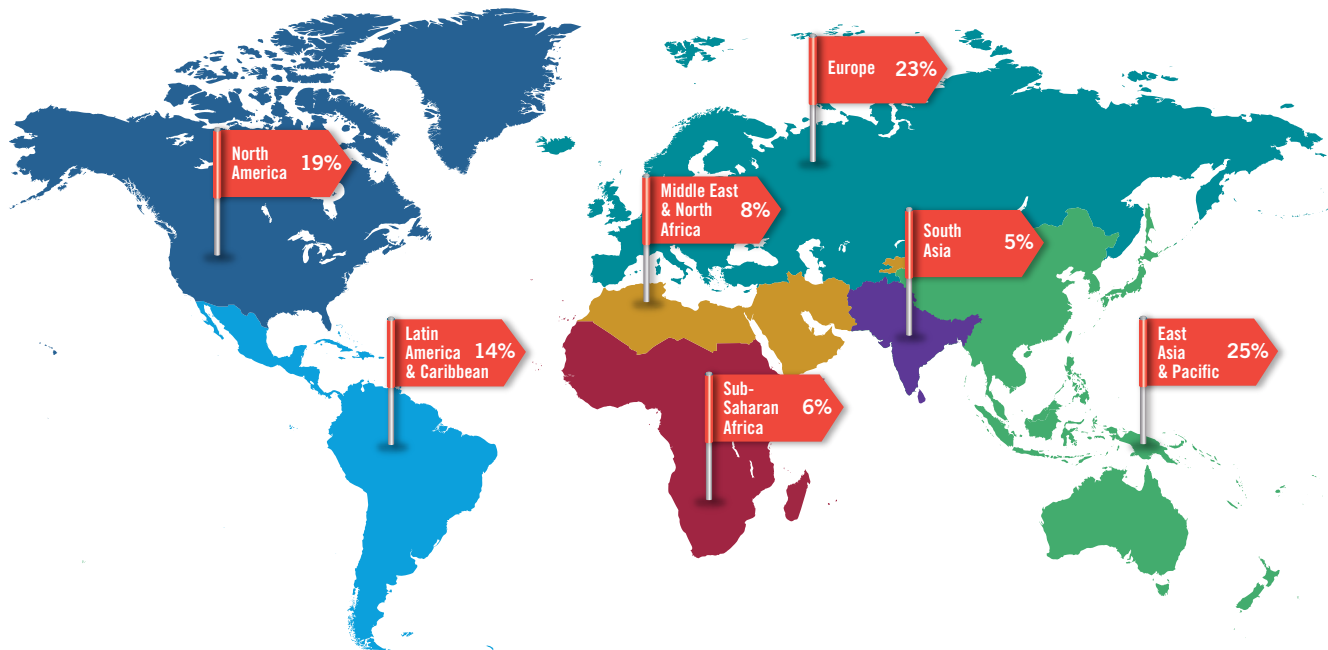 Europe 23%
North
America 19%
Middle East
& North
Africa 8%
South
Asia 5%
Latin
America
& Caribbean 14%
East
Asia
& Pacific 25%
Sub-
Saharan
Africa 6%